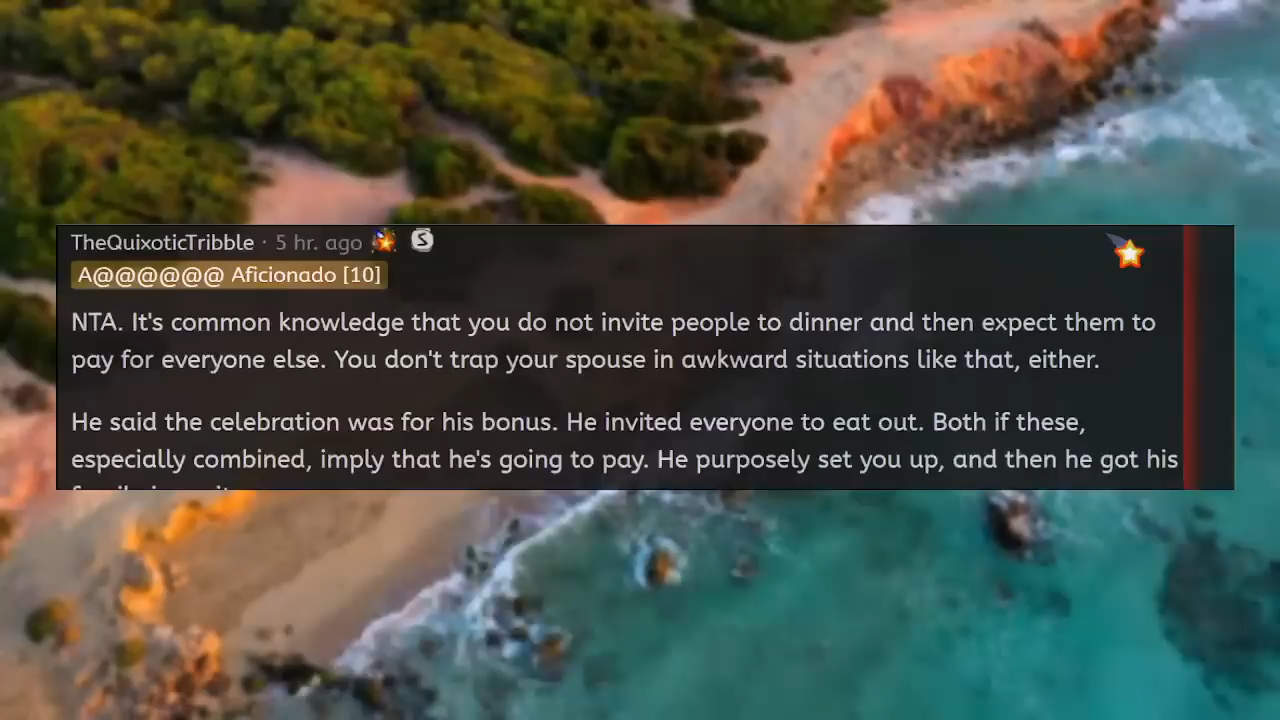 TheQuixoticTribble · 5 hr. ago
A@@@@@@ Aficionado [10]
NTA. It's common knowledge that you do not invite people to dinner and then expect them to
pay for everyone else. You don't trap your spouse in awkward situations like that, either.
He said the celebration was for his bonus. He invited everyone to eat out. Both if these,
especially combined, imply that he's going to pay. He purposely set you up, and then he got his